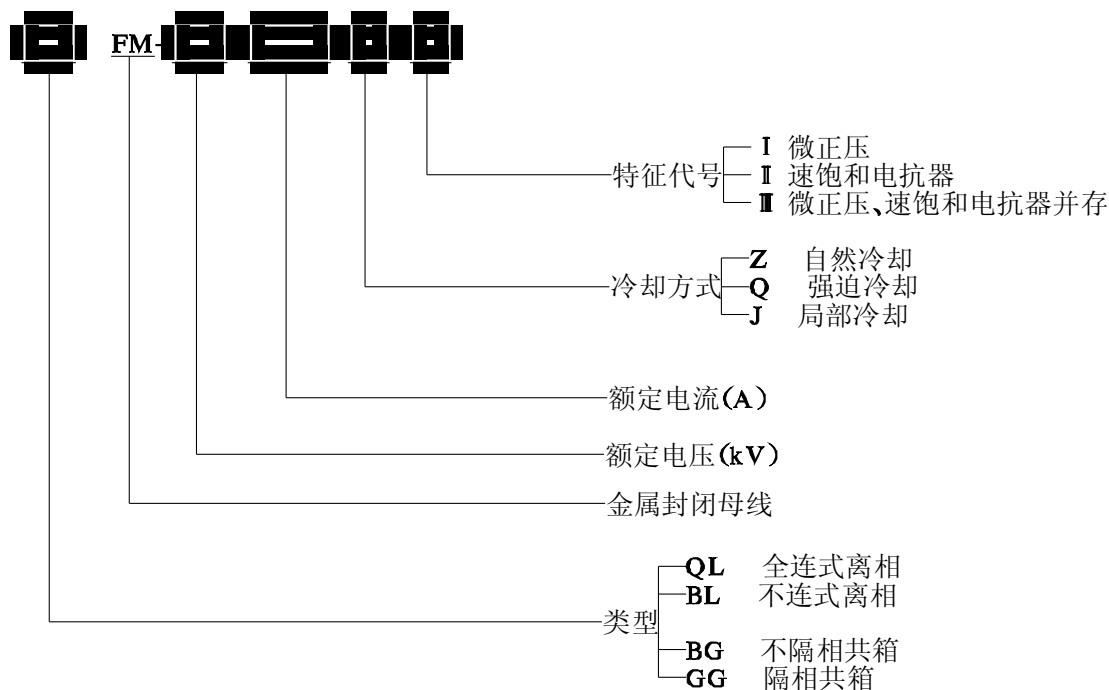 FM-
特征代号
I 微正压
II 速饱和电抗器
III 微正压、速饱和电抗器并存
冷却方式
Z 自然冷却
Q 强迫冷却
J 局部冷却
额定电流(A)
额定电压(kV)
金属封闭母线
类型
QL 全连式离相
BL 不连式离相
BG 不隔相共箱
GG 隔相共箱